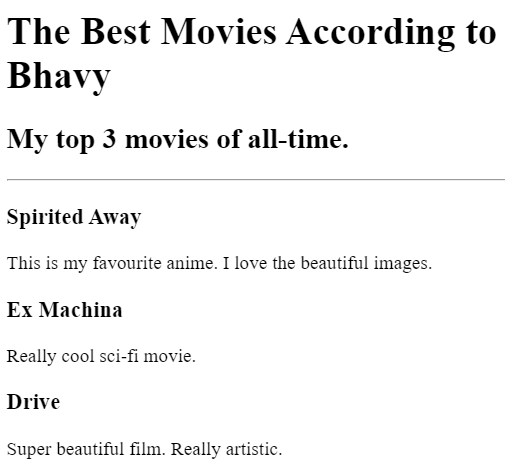 The Best Movies According to
Bhavy
My top 3 movies of all-time.
Spirited Away
This is my favourite anime. I love the beautiful images.
Ex Machina
Really cool sci-fi movie.
Drive
Super beautiful film. Really artistic.